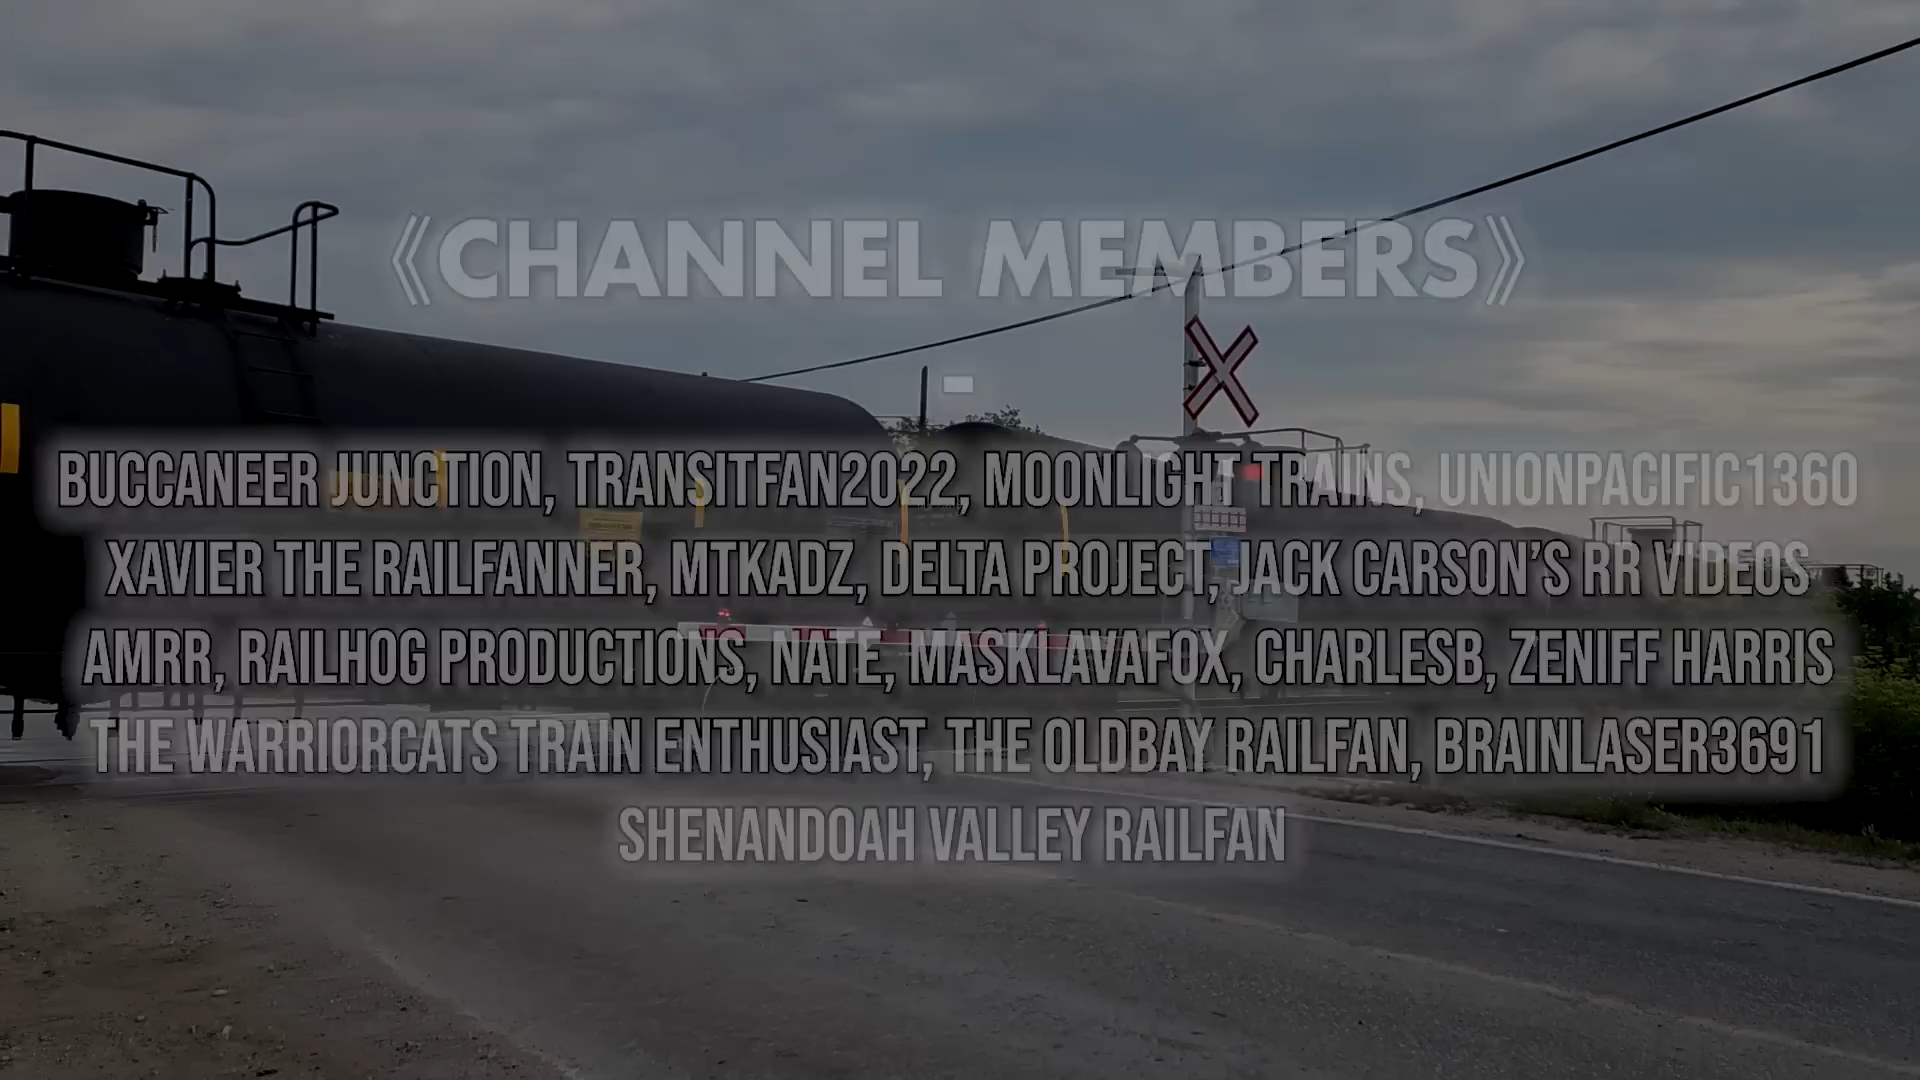 《CHANNEL MEMBERS》
BUCCANEER JUNCTION, TRANSITFAN2022, MOONLIGHT TRAINS, UNIONPACIFIC1360
XAVIER THE RAILFANNER, MTKADZ, DELTA PROJECT, JACK CARSON’S RR VIDEOS
AMRR, RAILHOG PRODUCTIONS, NATE, MASKLAVAFOX, CHARLESB, ZENIFF HARRIS
THE WARRIORCATS TRAIN ENTHUSIAST, THE OLDBAY RAILFAN, BRAINLASER3691
SHENANDOAH VALLEY RAILFAN